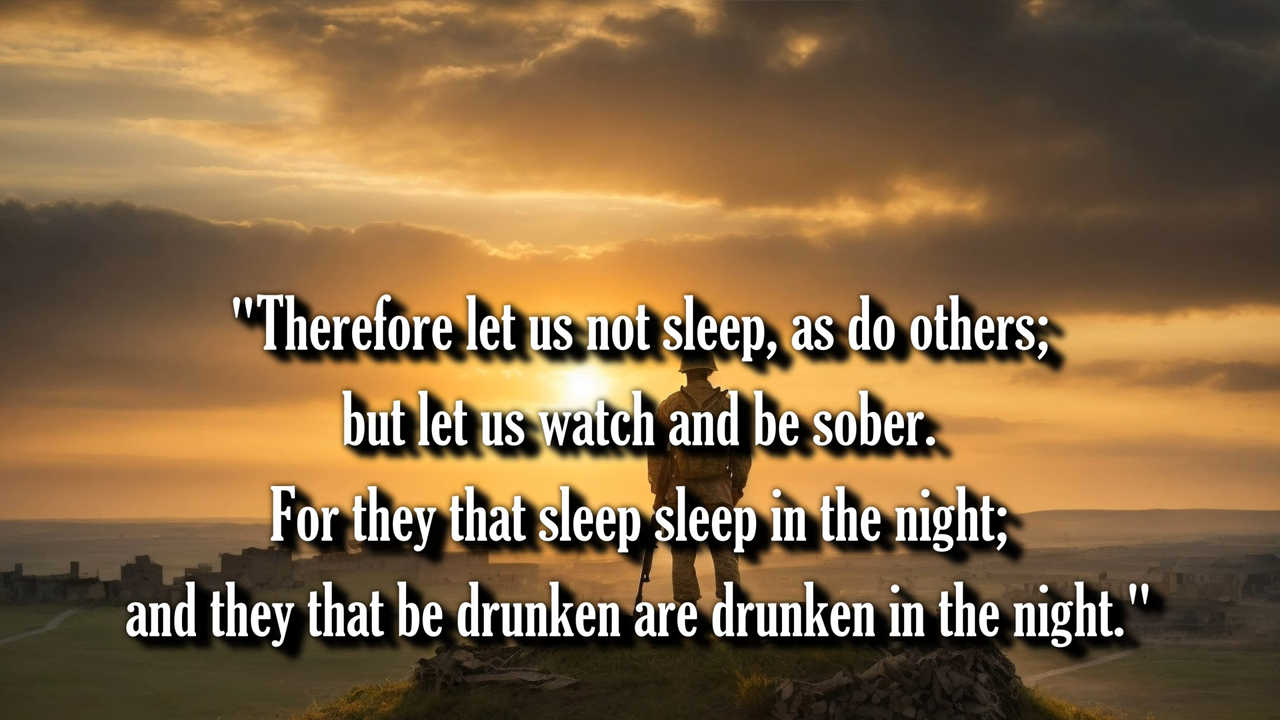 "Therefore let us not sleep, as do others;
but let us watch and be sober.
For they that sleep sleep in the night;
and they that be drunken are drunken in the night."